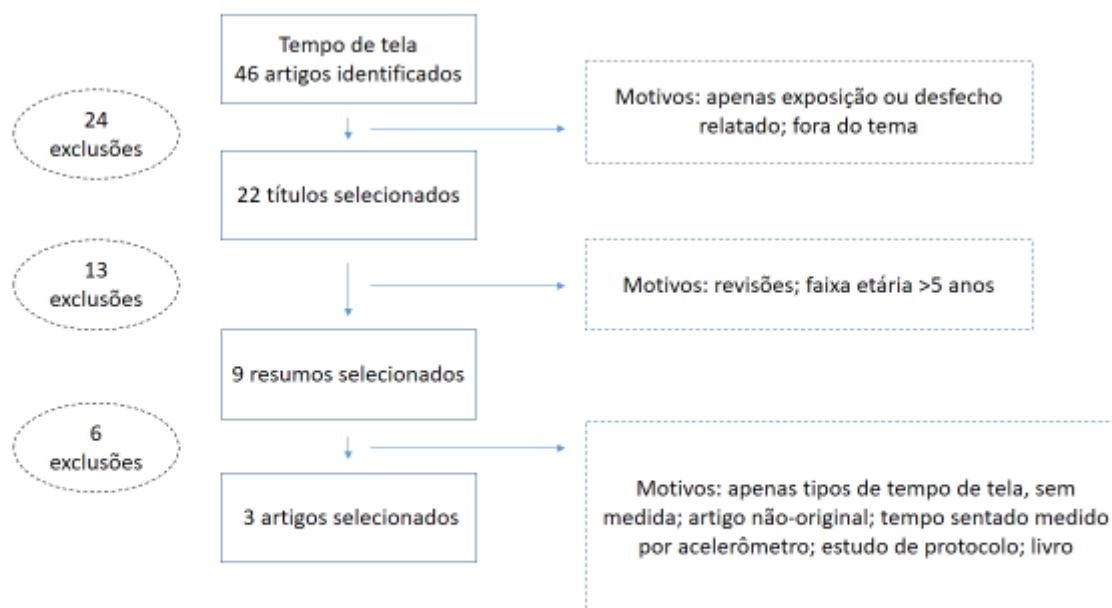 Tempo de tela
46 artigos identificados
24
exclusões
Motivos: apenas exposição ou desfecho
relatado; fora do tema
22 títulos selecionados
13
exclusões
Motivos: revisões; faixa etária >5 anos
9 resumos selecionados
6
exclusões
Motivos: apenas tipos de tempo de tela, sem
medida; artigo não-original; tempo sentado medido
por acelerômetro; estudo de protocolo; livro
3 artigos selecionados